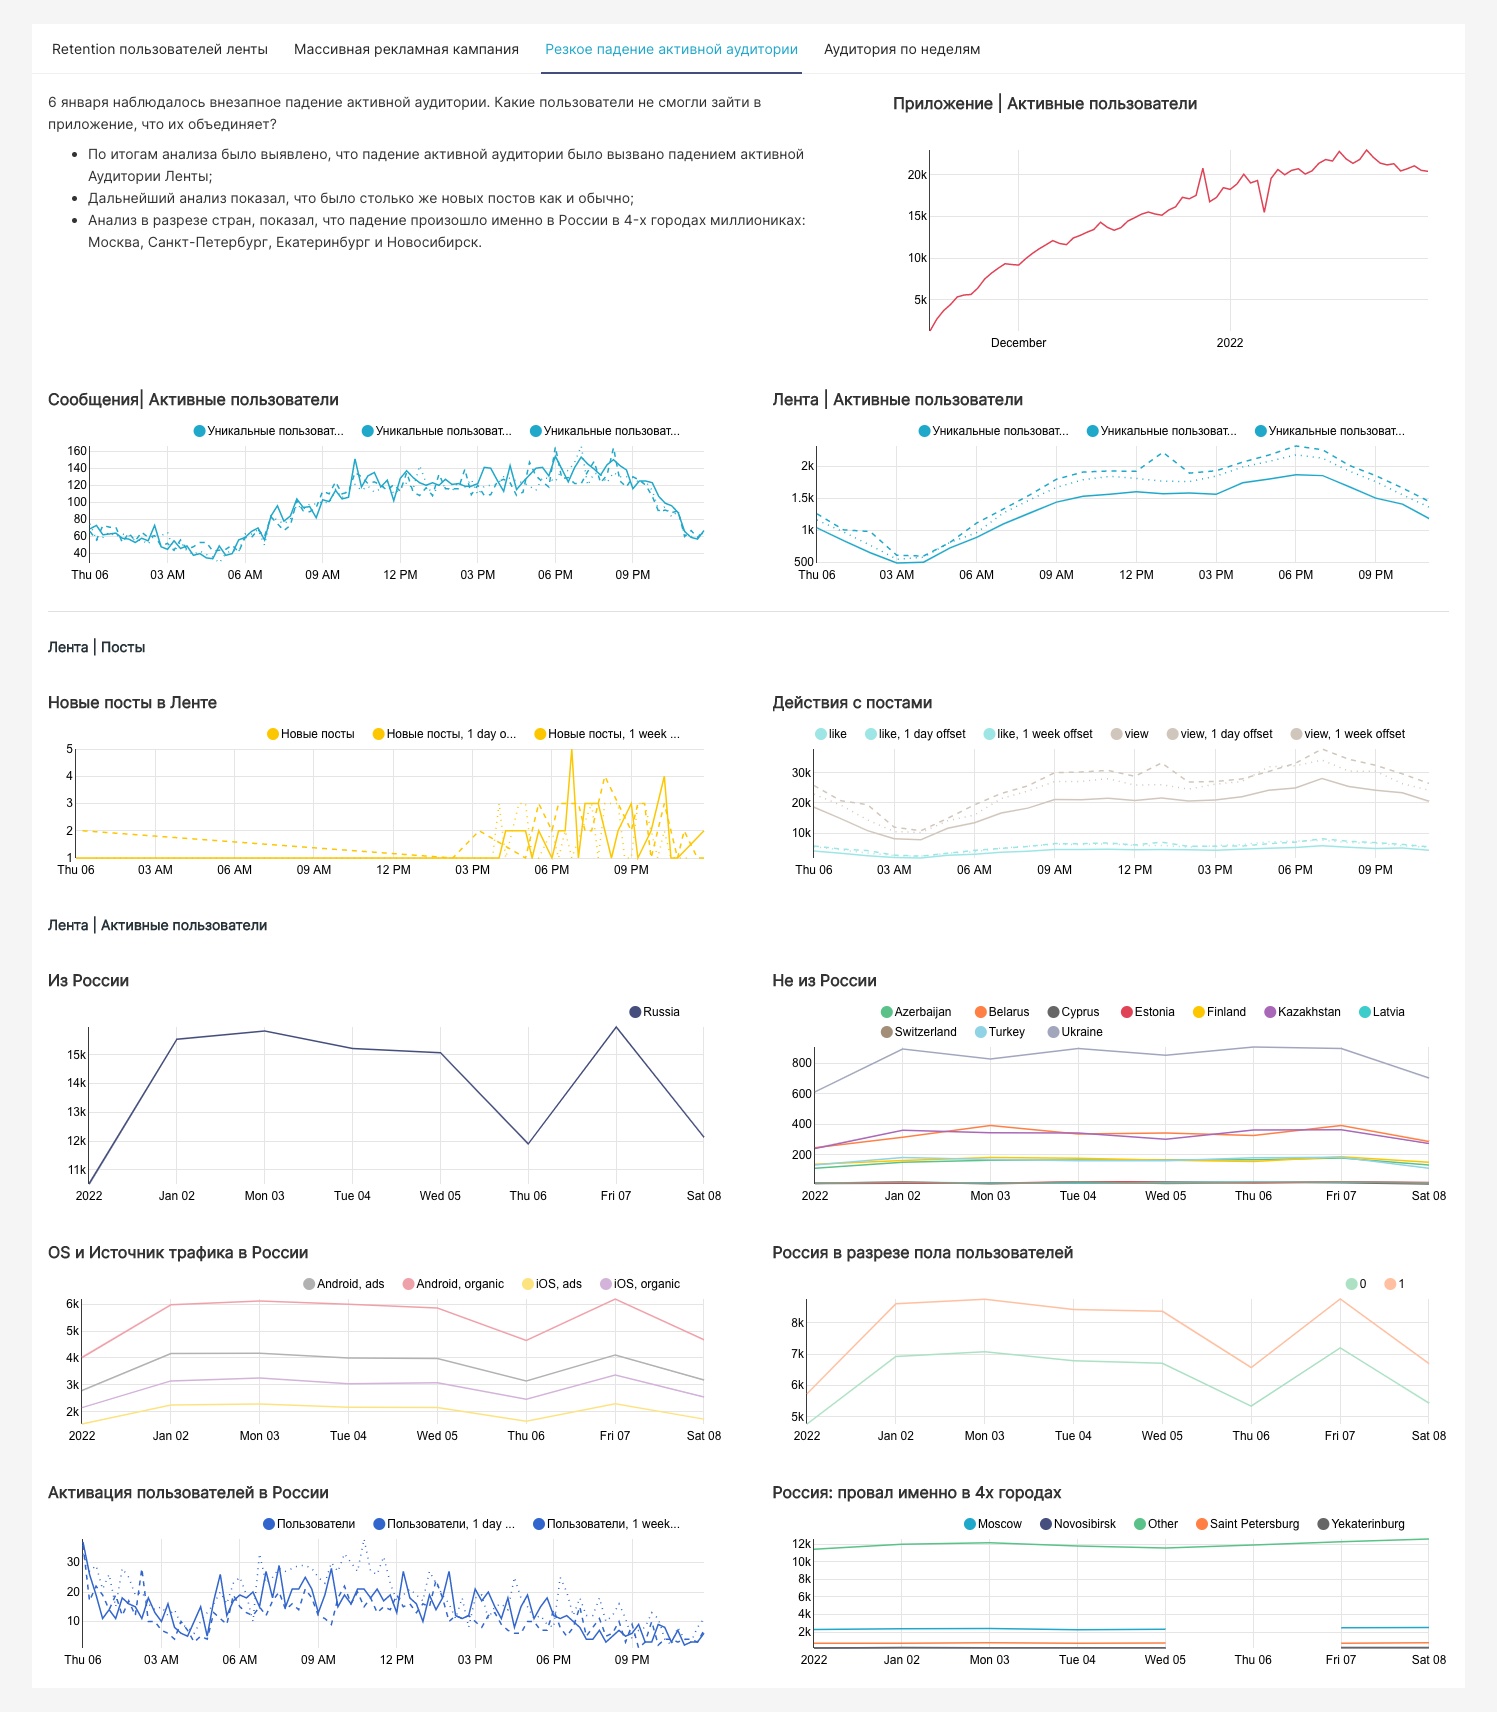 Retention пользователей ленты Массивная рекламная кампания Резкое падение активной аудитории Аудитория по неделям
6 января наблюдалось внезапное падение активной аудитории. Какие пользователи не смогли зайти в
приложение, что их объединяет?
По итогам анализа было выявлено, что падение активной аудитории было вызвано падением активной
Аудитории Ленты;
Дальнейший анализ показал, что было столько же новых постов как и обычно;
Анализ в разрезе стран, показал, что падение произошло именно в России в 4-х городах миллиониках:
Москва, Санкт-Петербург, Екатеринбург и Новосибирск.
Приложение | Активные пользователи
20k
15k
10k
5k
December 2022
Сообщения| Активные пользователи
Уникальные пользоват... Уникальные пользоват... Уникальные пользоват...
160
140
120
100
80
60
40
Thu 06 03 AM 06 AM 09 AM 12 PM 03 PM 06 PM 09 PM
Лента | Активные пользователи
Уникальные пользоват... Уникальные пользоват... Уникальные пользоват...
2k
1.5k
1k
500
Thu 06 03 AM 06 AM 09 AM 12 PM 03 PM 06 PM 09 PM
Лента | Посты
Новые посты в Ленте
Новые посты Новые посты, 1 day o... Новые посты, 1 week ...
5
4
3
2
1
Thu 06 03 AM 06 AM 09 AM 12 PM 03 PM 06 PM 09 PM
Действия с постами
like like, 1 day offset like, 1 week offset view view, 1 day offset view, 1 week offset
30k
20k
10k
Thu 06 03 AM 06 AM 09 AM 12 PM 03 PM 06 PM 09 PM
Лента | Активные пользователи
Из России
Russia
15k
14k
13k
12k
11k
2022 Jan 02 Mon 03 Tue 04 Wed 05 Thu 06 Fri 07 Sat 08
Не из России
Azerbaijan Belarus Cyprus Estonia Finland Kazakhstan Latvia
Switzerland Turkey Ukraine
800
600
400
200
2022 Jan 02 Mon 03 Tue 04 Wed 05 Thu 06 Fri 07 Sat 08
OS и Источник трафика в России
Android, ads Android, organic iOS, ads iOS, organic
6k
5k
4k
3k
2k
2022 Jan 02 Mon 03 Tue 04 Wed 05 Thu 06 Fri 07 Sat 08
Россия в разрезе пола пользователей
0 1
8k
7k
6k
5k
2022 Jan 02 Mon 03 Tue 04 Wed 05 Thu 06 Fri 07 Sat 08
Активация пользователей в России
Пользователи Пользователи, 1 day ... Пользователи, 1 week...
30
20
10
Thu 06 03 AM 06 AM 09 AM 12 PM 03 PM 06 PM 09 PM
Россия: провал именно в 4х городах
Moscow Novosibirsk Other Saint Petersburg Yekaterinburg
12k
10k
8k
6k
4k
2k
2022 Jan 02 Mon 03 Tue 04 Wed 05 Thu 06 Fri 07 Sat 08